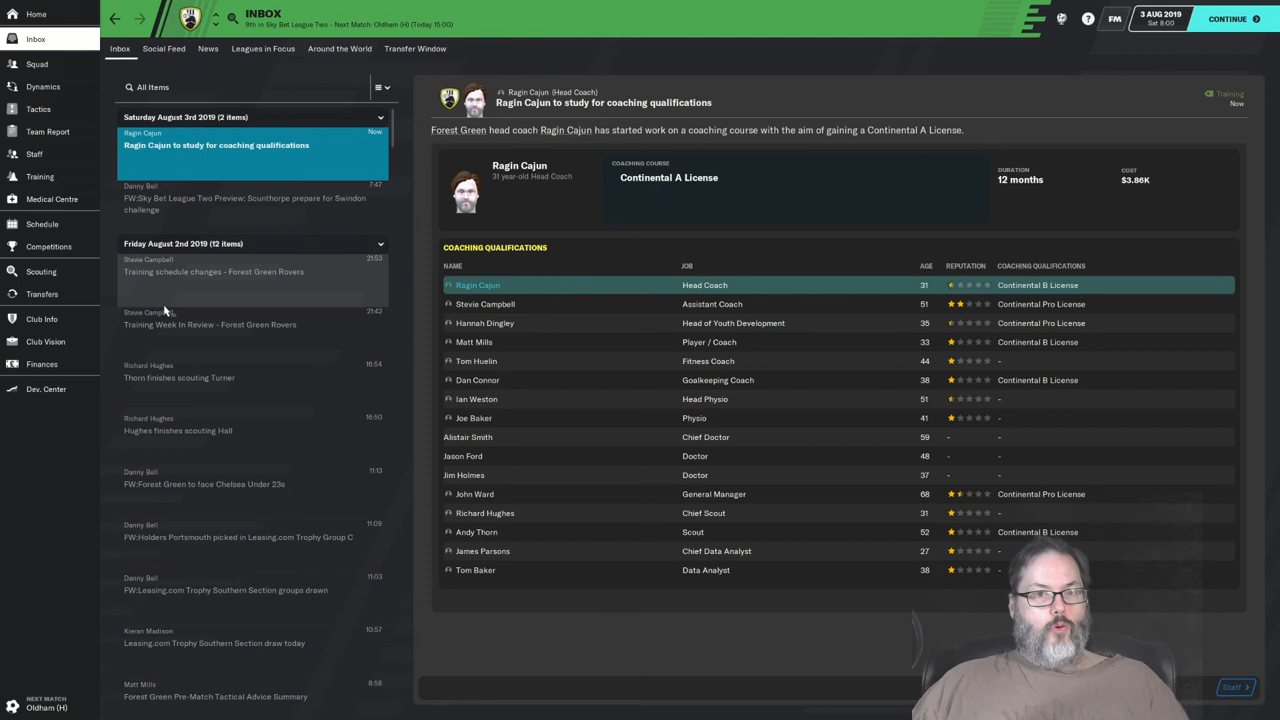 Home
Inbox
Squad
Dynamics
Tactics
Team Report
Staff
Training
Medical Centre
Schedule
Competitions
Scouting
Transfers
Club Info
Club Vision
Finances
Dev. Center
NEXT MATCH
Oldham (H)
INBOX
9th in Sky Bet League Two - Next Match: Oldham (H) (Today 15:00)
FM
3 AUG 2019
Sat 8:00
CONTINUE
Inbox Social Feed News Leagues in Focus Around the World Transfer Window
All Items
Saturday August 3rd 2019 (2 items)
Ragin Cajun Now
Ragin Cajun to study for coaching qualifications
Danny Bell 7:47
FW:Sky Bet League Two Preview: Scunthorpe prepare for Swindon
challenge
Friday August 2nd 2019 (12 items)
Stevie Campbell 21:53
Training schedule changes - Forest Green Rovers
Stevie Campbell 21:42
Training Week In Review - Forest Green Rovers
Richard Hughes 16:54
Thorn finishes scouting Turner
Richard Hughes 16:50
Hughes finishes scouting Hall
Danny Bell 11:13
FW:Forest Green to face Chelsea Under 23s
Danny Bell 11:09
FW:Holders Portsmouth picked in Leasing.com Trophy Group C
Danny Bell 11:03
FW:Leasing.com Trophy Southern Section groups drawn
Kieran Madison 10:57
Leasing.com Trophy Southern Section draw today
Matt Mills 8:58
Forest Green Pre-Match Tactical Advice Summary
Ragin Cajun (Head Coach)
Ragin Cajun to study for coaching qualifications
Training
Now
Forest Green head coach Ragin Cajun has started work on a coaching course with the aim of gaining a Continental A License.
Ragin Cajun
31 year-old Head Coach
COACHING COURSE
Continental A License
DURATION
12 months
COST
$3.86K
COACHING QUALIFICATIONS
NAME JOB AGE REPUTATION COACHING QUALIFICATIONS
Ragin Cajun Head Coach 31 Continental B License
Stevie Campbell Assistant Coach 51 Continental Pro License
Hannah Dingley Head of Youth Development 35 Continental Pro License
Matt Mills Player / Coach 33 Continental B License
Tom Huelin Fitness Coach 44 -
Dan Connor Goalkeeping Coach 38 Continental B License
Ian Weston Head Physio 51 -
Joe Baker Physio 41 -
Alistair Smith Chief Doctor 59 - -
Jason Ford Doctor 48 - -
Jim Holmes Doctor 37 - -
John Ward General Manager 68 Continental Pro License
Richard Hughes Chief Scout 31 -
Andy Thorn Scout 52 Continental B License
James Parsons Chief Data Analyst 27 -
Tom Baker Data Analyst 38 -
Staff